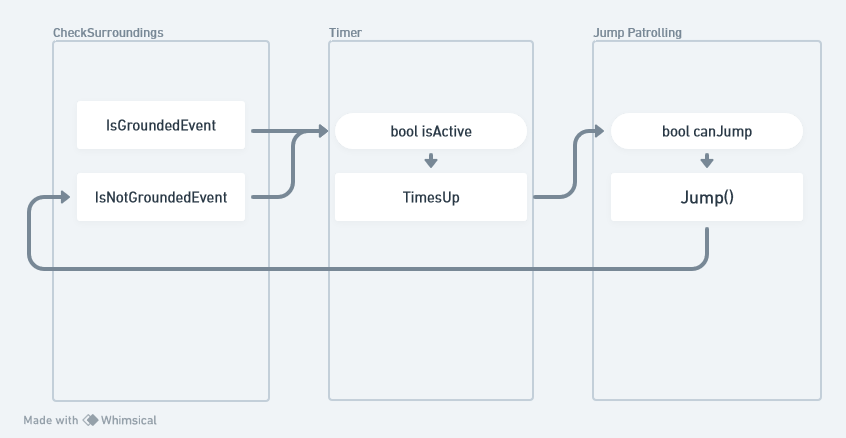 CheckSurroundings
Timer
Jump Patrolling
IsGroundedEvent
bool isActive
bool canJump
IsNotGroundedEvent
TimesUp
Jump()
Made with Whimsical